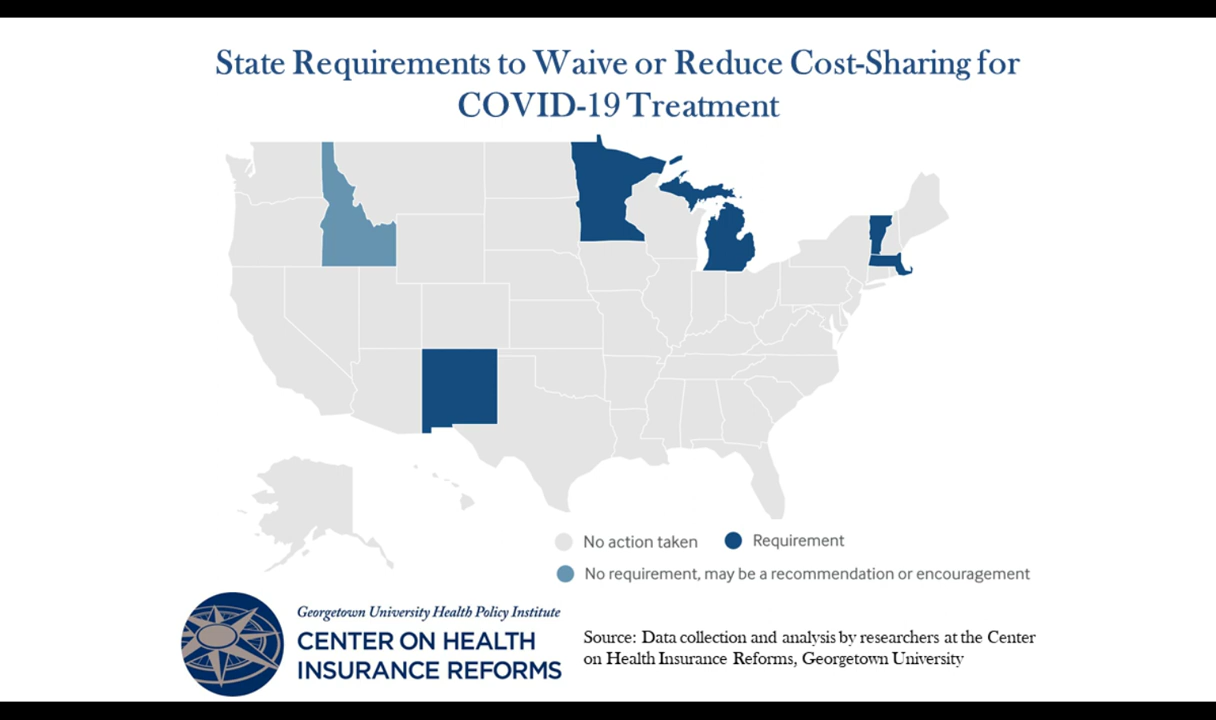 State Requirements to Waive or Reduce Cost-Sharing for
COVID-19 Treatment
No action taken
Requirement
No requirement, may be a recommendation or encouragement
Georgetown University Health Policy Institute
CENTER ON HEALTH
INSURANCE REFORMS
Source: Data collection and analysis by researchers at the Center
on Health Insurance Reforms, Georgetown University